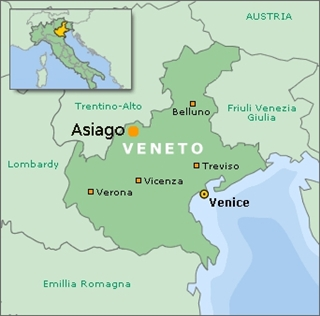 AUSTRIA
Trentino-Alto
Belluno
Friuli Venezia
Giulia
Asiago
VENETO
Lombardy
Treviso
Vicenza
Verona
Venice
Emillia Romagna